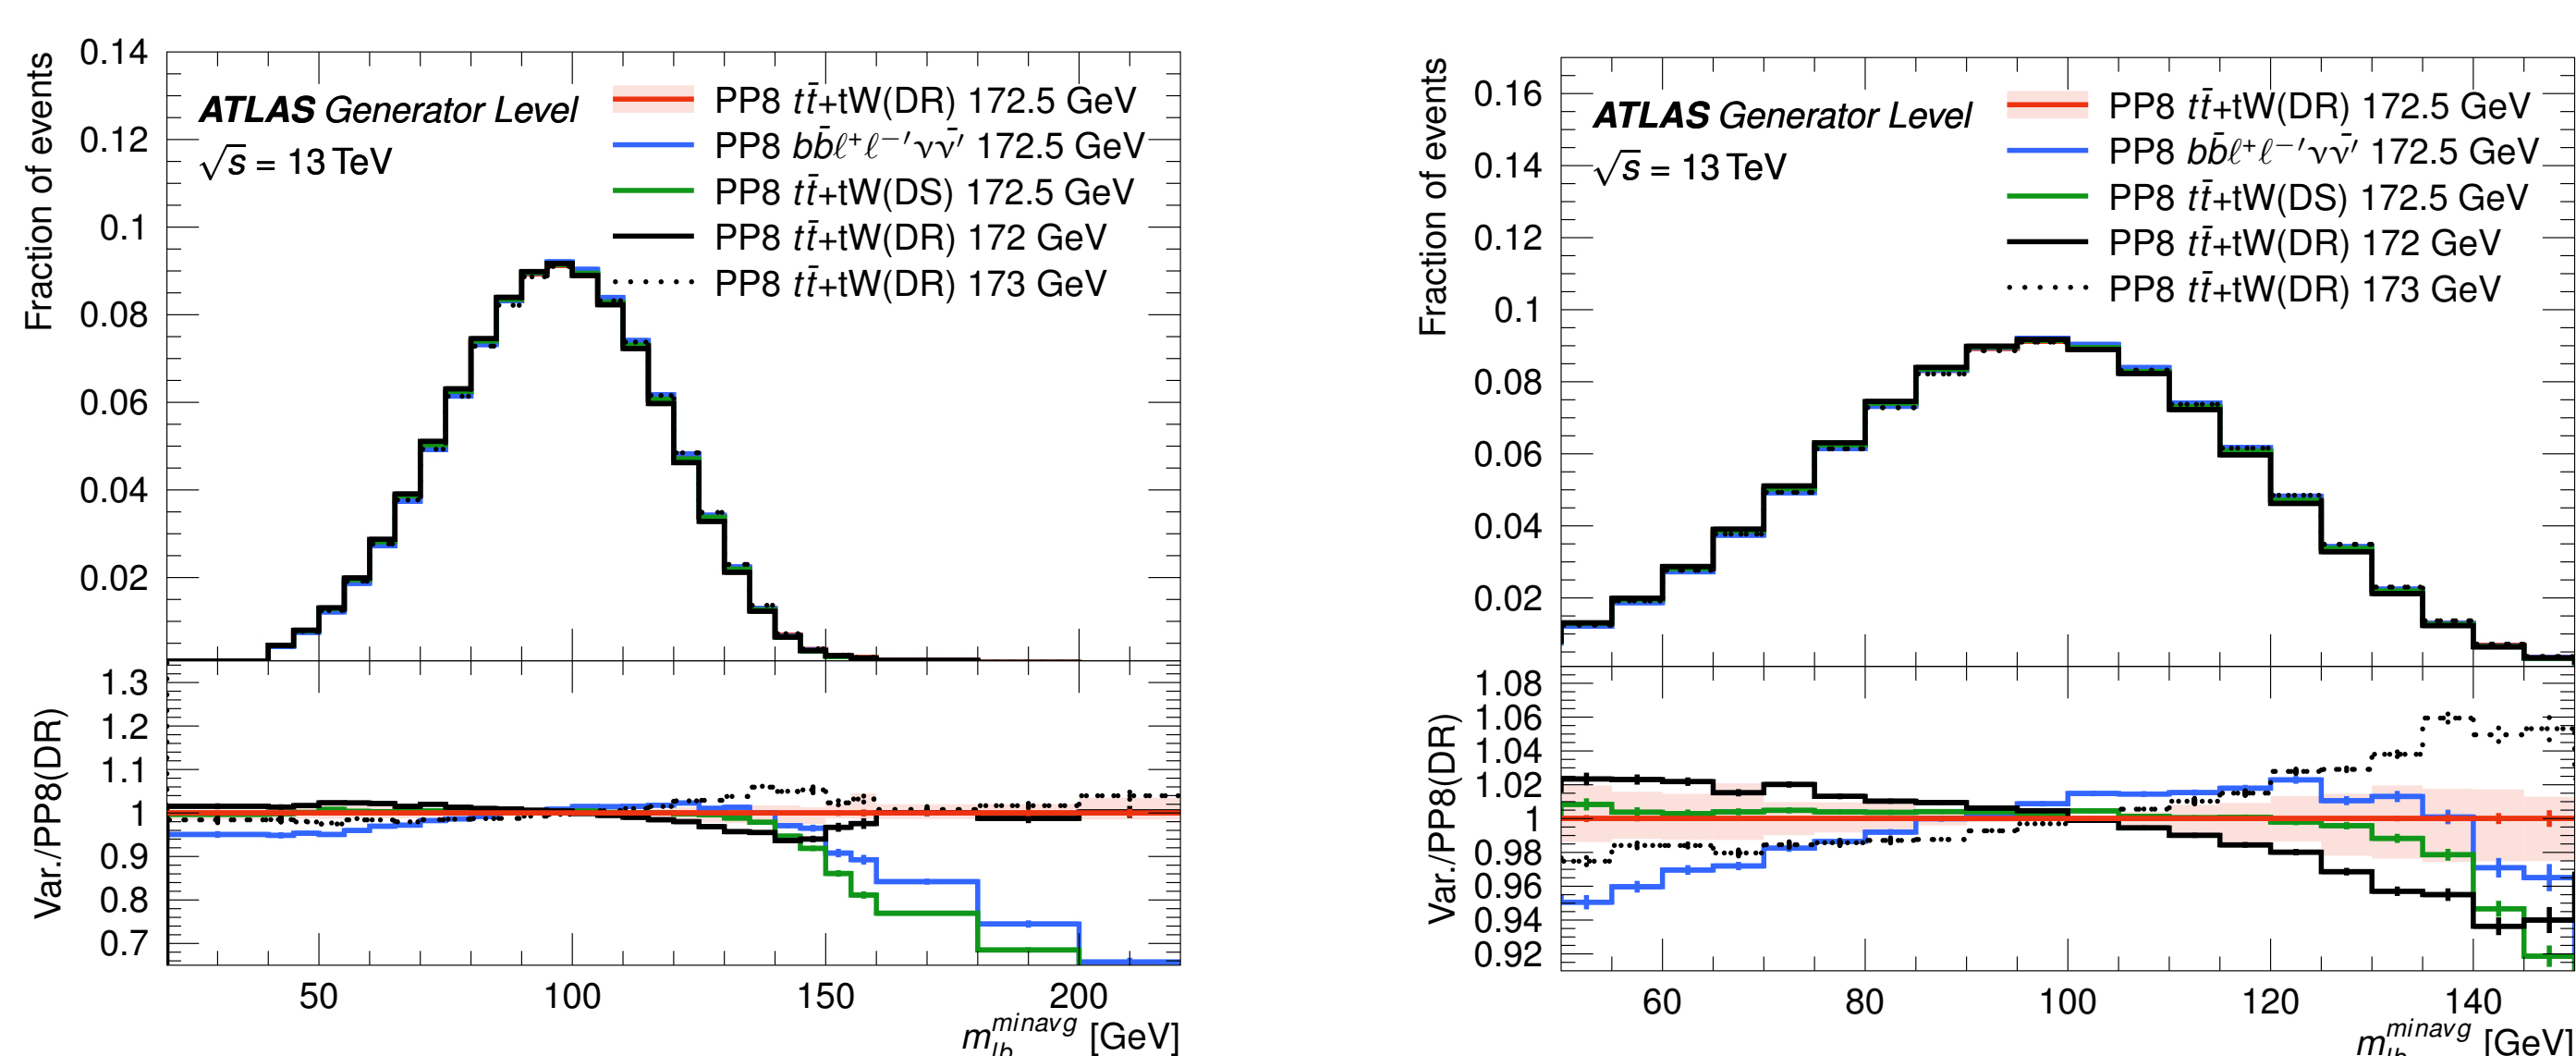 0.14
0.12
0.1
0.08
0.06
0.04
0.02
Fraction of events
ATLAS Generator Level
√s = 13 TeV
PP8 tt̄+tW(DR) 172.5 GeV
PP8 bb̄ℓ⁺ℓ⁻′νν̄′ 172.5 GeV
PP8 tt̄+tW(DS) 172.5 GeV
PP8 tt̄+tW(DR) 172 GeV
PP8 tt̄+tW(DR) 173 GeV
1.3
1.2
1.1
1
0.9
0.8
0.7
Var./PP8(DR)
50 100 150 200
m_lb^minavg [GeV]
0.16
0.14
0.12
0.1
0.08
0.06
0.04
0.02
Fraction of events
ATLAS Generator Level
√s = 13 TeV
PP8 tt̄+tW(DR) 172.5 GeV
PP8 bb̄ℓ⁺ℓ⁻′νν̄′ 172.5 GeV
PP8 tt̄+tW(DS) 172.5 GeV
PP8 tt̄+tW(DR) 172 GeV
PP8 tt̄+tW(DR) 173 GeV
1.08
1.06
1.04
1.02
1
0.98
0.96
0.94
0.92
Var./PP8(DR)
60 80 100 120 140
m_lb^minavg [GeV]